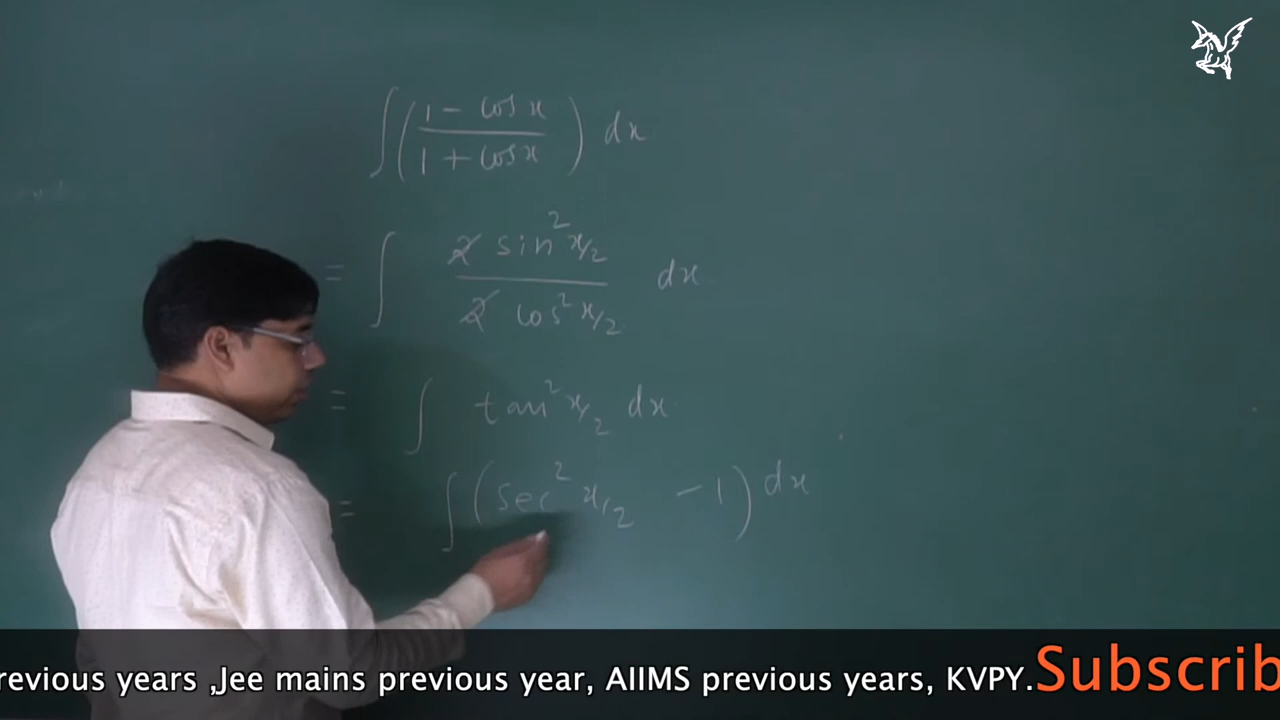 ∫ ( (1 - cos x) / (1 + cos x) ) dx
= ∫ (2 sin² x/2) / (2 cos² x/2) dx
= ∫ tan² x/2 dx
= ∫ (sec² x/2 - 1) dx
revious years ,Jee mains previous year, AIIMS previous years, KVPY.Subscrib